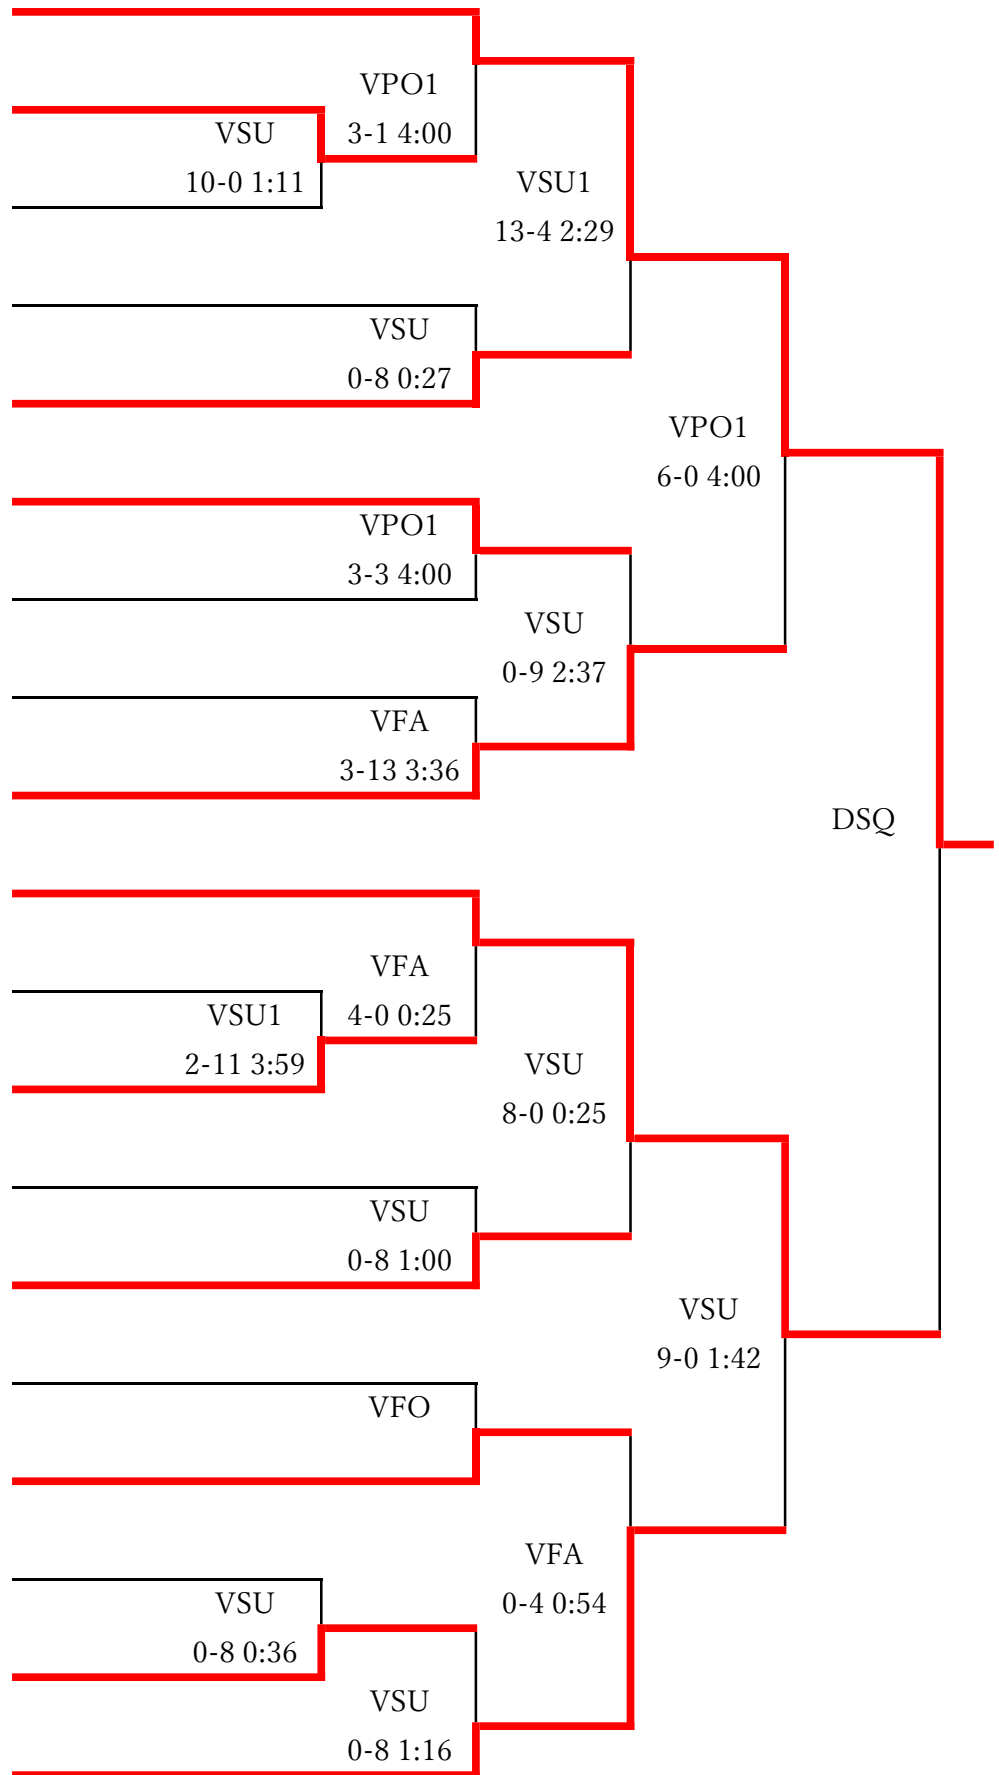 VPO1
3-1 4:00
VSU
10-0 1:11
VSU1
13-4 2:29
VSU
0-8 0:27
VPO1
6-0 4:00
VPO1
3-3 4:00
VSU
0-9 2:37
VFA
3-13 3:36
DSQ
VFA
4-0 0:25
VSU1
2-11 3:59
VSU
8-0 0:25
VSU
0-8 1:00
VSU
9-0 1:42
VFO
VFA
0-4 0:54
VSU
0-8 0:36
VSU
0-8 1:16